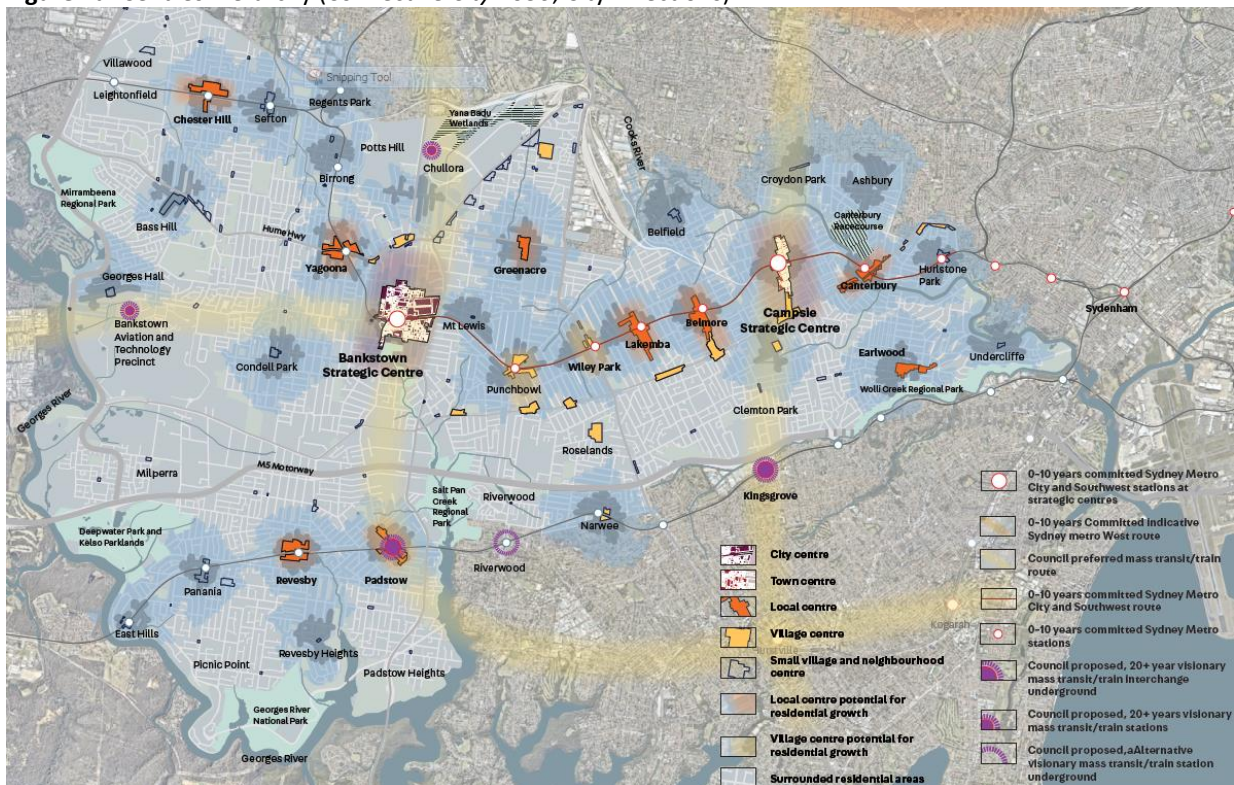 Villawood
Snipping Tool
Leightonfield
Regents Park
Chester Hill
Sefton
Yana Badu
Wetlands
Potts Hill
Chullora
Cooks River
Birrong
Croydon Park
Ashbury
Mirrambeena
Regional Park
Bass Hill
Hume Hwy
Belfield
Canterbury
Racecourse
Yagoona
Greenacre
Hurlstone
Park
Georges Hall
Canterbury
Sydenham
Bankstown
Aviation and
Technology
Precinct
Mt Lewis
Belmore
Campsie
Strategic Centre
Lakemba
Bankstown
Strategic Centre
Wiley Park
Earlwood
Undercliffe
Condell Park
Punchbowl
Wolli Creek Regional Park
Georges River
Clemton Park
Roselands
Milperra
M5 Motorway
Kingsgrove
Salt Pan
Creek
Regional
Park
Riverwood
Deepwater Park and
Kelso Parklands
Narwee
Riverwood
Revesby
Padstow
Panania
East Hills
Revesby Heights
Picnic Point
Padstow Heights
Kogarah
Georges River
National Park
Georges River
City centre
Town centre
Local centre
Village centre
Small village and neighbourhood
centre
Local centre potential for
residential growth
Village centre potential for
residential growth
Surrounded residential areas
0-10 years committed Sydney Metro
City and Southwest stations at
strategic centres
0-10 years Committed indicative
Sydney metro West route
Council preferred mass transit/train
route
0-10 years committed Sydney Metro
City and Southwest route
0-10 years committed Sydney Metro
stations
Council proposed, 20+ year visionary
mass transit/train interchange
underground
Council proposed, 20+ years visionary
mass transit/train stations
Council proposed,aAlternative
visionary mass transit/train station
underground